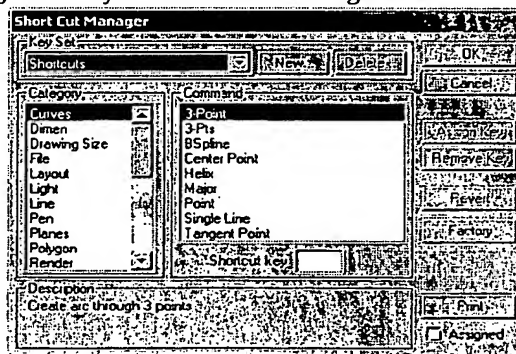 Short Cut Manager
Key Set
Shortcuts
New
Delete
OK
Cancel
Assign Key
Remove Key
Revert
Factory
Print
Assigned
Category
Curves
Dimen
Drawing Size
File
Layout
Light
Line
Pen
Planes
Polygon
Render
Command
3-Point
3-Pts
BSpline
Center Point
Helix
Major
Point
Single Line
Tangent Point
Shortcut key
Description
Create arc through 3 points